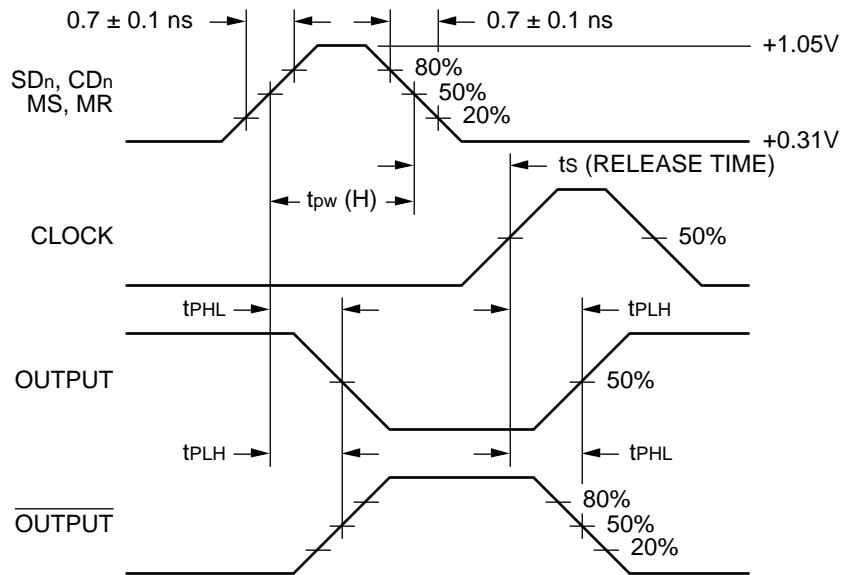 0.7 ± 0.1 ns
0.7 ± 0.1 ns
+1.05V
SDn, CDn
MS, MR
80%
50%
20%
+0.31V
tS (RELEASE TIME)
tpw (H)
CLOCK
50%
tPHL
tPLH
OUTPUT
50%
tPLH
tPHL
OUTPUT
80%
50%
20%